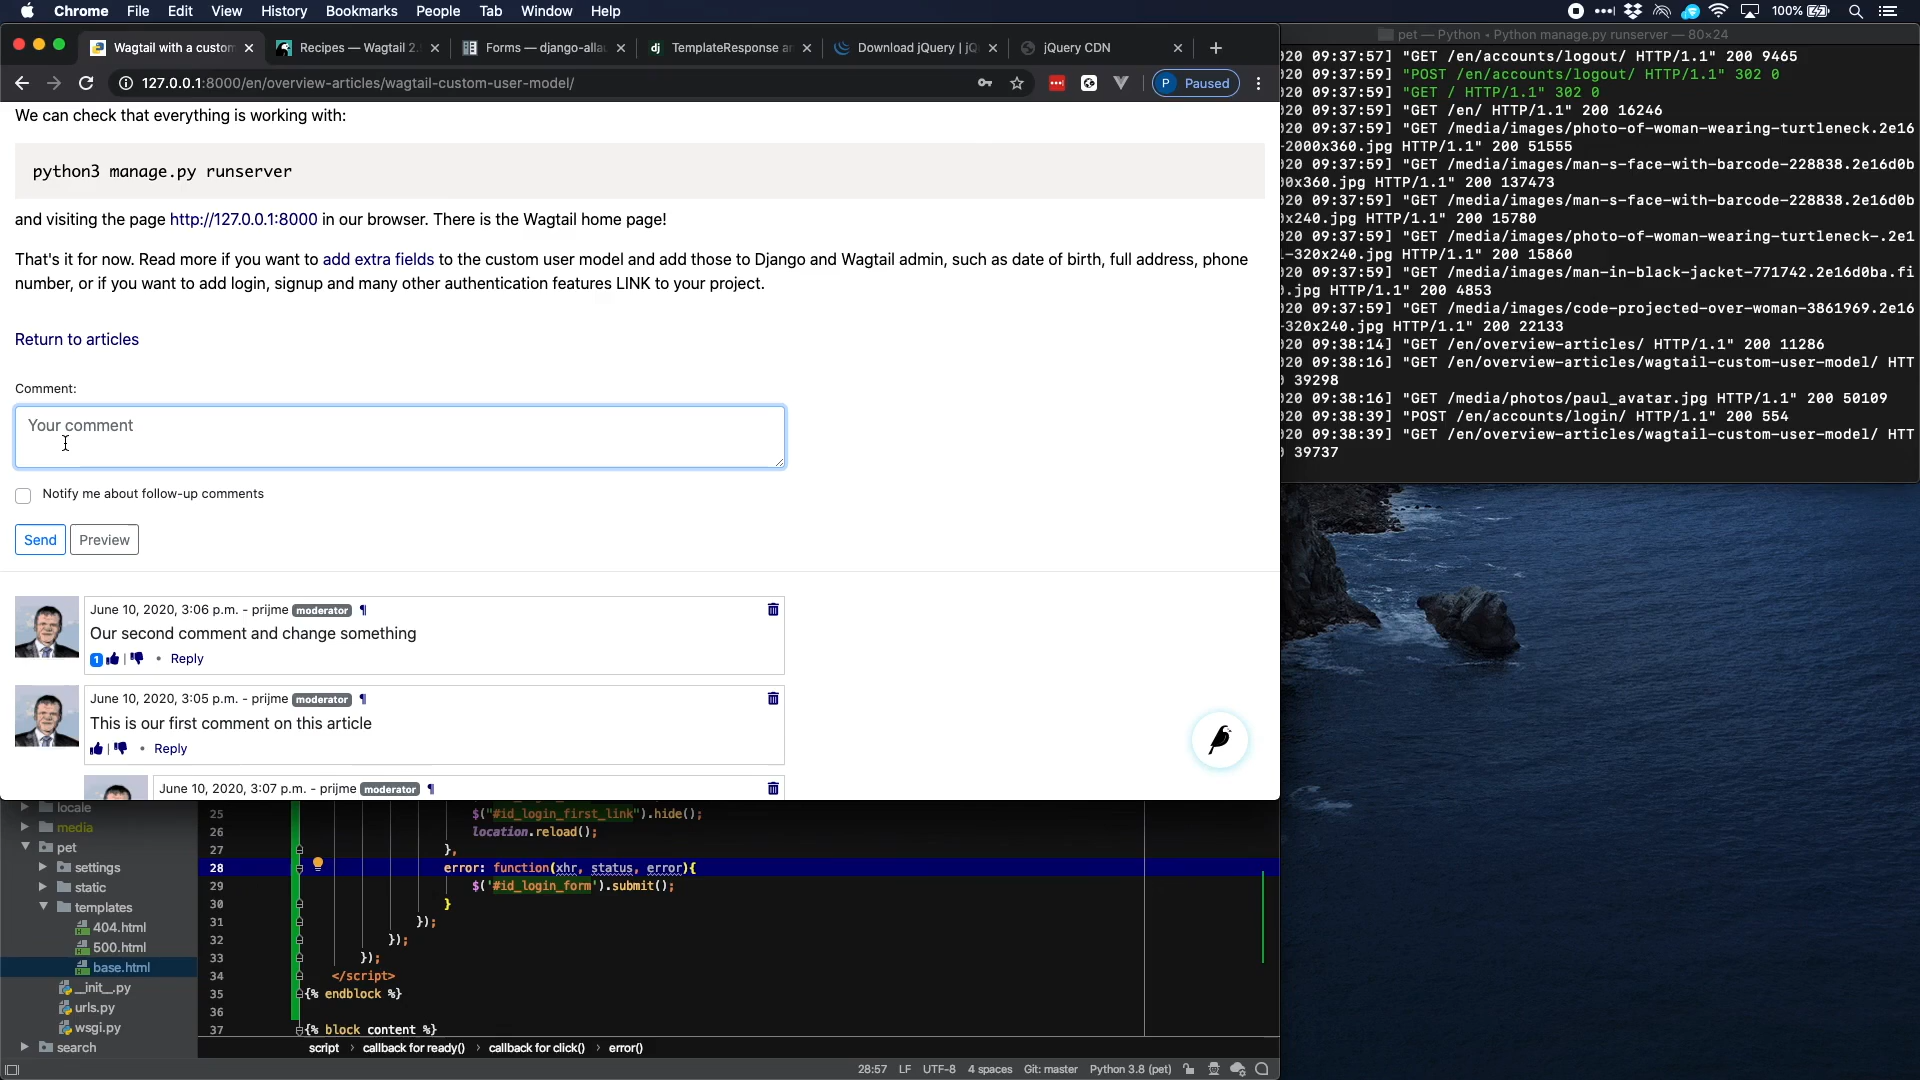 Chrome File Edit View History Bookmarks People Tab Window Help
100%
Wagtail with a custom
Recipes — Wagtail 2.
Forms — django-allau
TemplateResponse an
Download jQuery | jQ
jQuery CDN
127.0.0.1:8000/en/overview-articles/wagtail-custom-user-model/
P Paused
We can check that everything is working with:
python3 manage.py runserver
and visiting the page http://127.0.0.1:8000 in our browser. There is the Wagtail home page!
That's it for now. Read more if you want to add extra fields to the custom user model and add those to Django and Wagtail admin, such as date of birth, full address, phone
number, or if you want to add login, signup and many other authentication features LINK to your project.
Return to articles
Comment:
Your comment
Notify me about follow-up comments
Send Preview
June 10, 2020, 3:06 p.m. - prijme moderator ¶
Our second comment and change something
1 | • Reply
June 10, 2020, 3:05 p.m. - prijme moderator ¶
This is our first comment on this article
| • Reply
June 10, 2020, 3:07 p.m. - prijme moderator ¶
pet — Python • Python manage.py runserver — 80×24
20 09:37:57] "GET /en/accounts/logout/ HTTP/1.1" 200 9465
20 09:37:59] "POST /en/accounts/logout/ HTTP/1.1" 302 0
20 09:37:59] "GET / HTTP/1.1" 302 0
20 09:37:59] "GET /en/ HTTP/1.1" 200 16246
20 09:37:59] "GET /media/images/photo-of-woman-wearing-turtleneck.2e16
-2000x360.jpg HTTP/1.1" 200 51555
20 09:37:59] "GET /media/images/man-s-face-with-barcode-228838.2e16d0b
0x360.jpg HTTP/1.1" 200 137473
20 09:37:59] "GET /media/images/man-s-face-with-barcode-228838.2e16d0b
x240.jpg HTTP/1.1" 200 15780
20 09:37:59] "GET /media/images/photo-of-woman-wearing-turtleneck-.2e1
-320x240.jpg HTTP/1.1" 200 15860
20 09:37:59] "GET /media/images/man-in-black-jacket-771742.2e16d0ba.fi
.jpg HTTP/1.1" 200 4853
20 09:37:59] "GET /media/images/code-projected-over-woman-3861969.2e16
-320x240.jpg HTTP/1.1" 200 22133
20 09:38:14] "GET /en/overview-articles/ HTTP/1.1" 200 11286
20 09:38:16] "GET /en/overview-articles/wagtail-custom-user-model/ HTT
39298
20 09:38:16] "GET /media/photos/paul_avatar.jpg HTTP/1.1" 200 50109
20 09:38:39] "POST /en/accounts/login/ HTTP/1.1" 200 554
20 09:38:39] "GET /en/overview-articles/wagtail-custom-user-model/ HTT
39737
locale
media
pet
settings
static
templates
404.html
500.html
base.html
__init__.py
urls.py
wsgi.py
search
25 $("#id_login_first_link").hide();
26 location.reload();
27 },
28 error: function(xhr, status, error){
29 $('#id_login_form').submit();
30 }
31 });
32 });
33 });
34 </script>
35 {% endblock %}
36
37 {% block content %}
script › callback for ready() › callback for click() › error()
28:57 LF UTF-8 4 spaces Git: master Python 3.8 (pet)